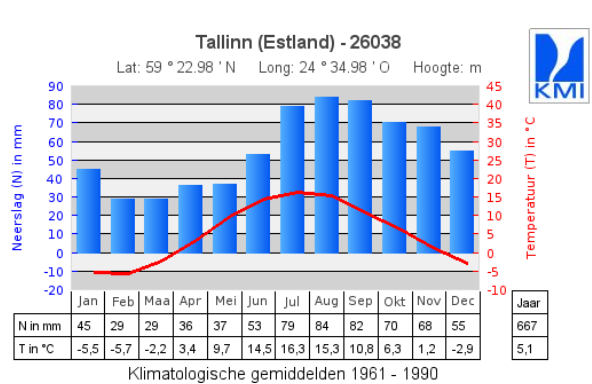 Tallinn (Estland) - 26038
Lat: 59 ° 22.98 ' N Long: 24 ° 34.98 ' O Hoogte: m
KMI
Neerslag (N) in mm
90
80
70
60
50
40
30
20
10
0
-10
-20
45
40
35
30
25
20
15
10
5
0
-5
-10
Temperatuur (T) in °C
Jan Feb Maa Apr Mei Jun Jul Aug Sep Okt Nov Dec Jaar
N in mm 45 29 29 36 37 53 79 84 82 70 68 55 667
T in °C -5,5 -5,7 -2,2 3,4 9,7 14,5 16,3 15,3 10,8 6,3 1,2 -2,9 5,1
Klimatologische gemiddelden 1961 - 1990